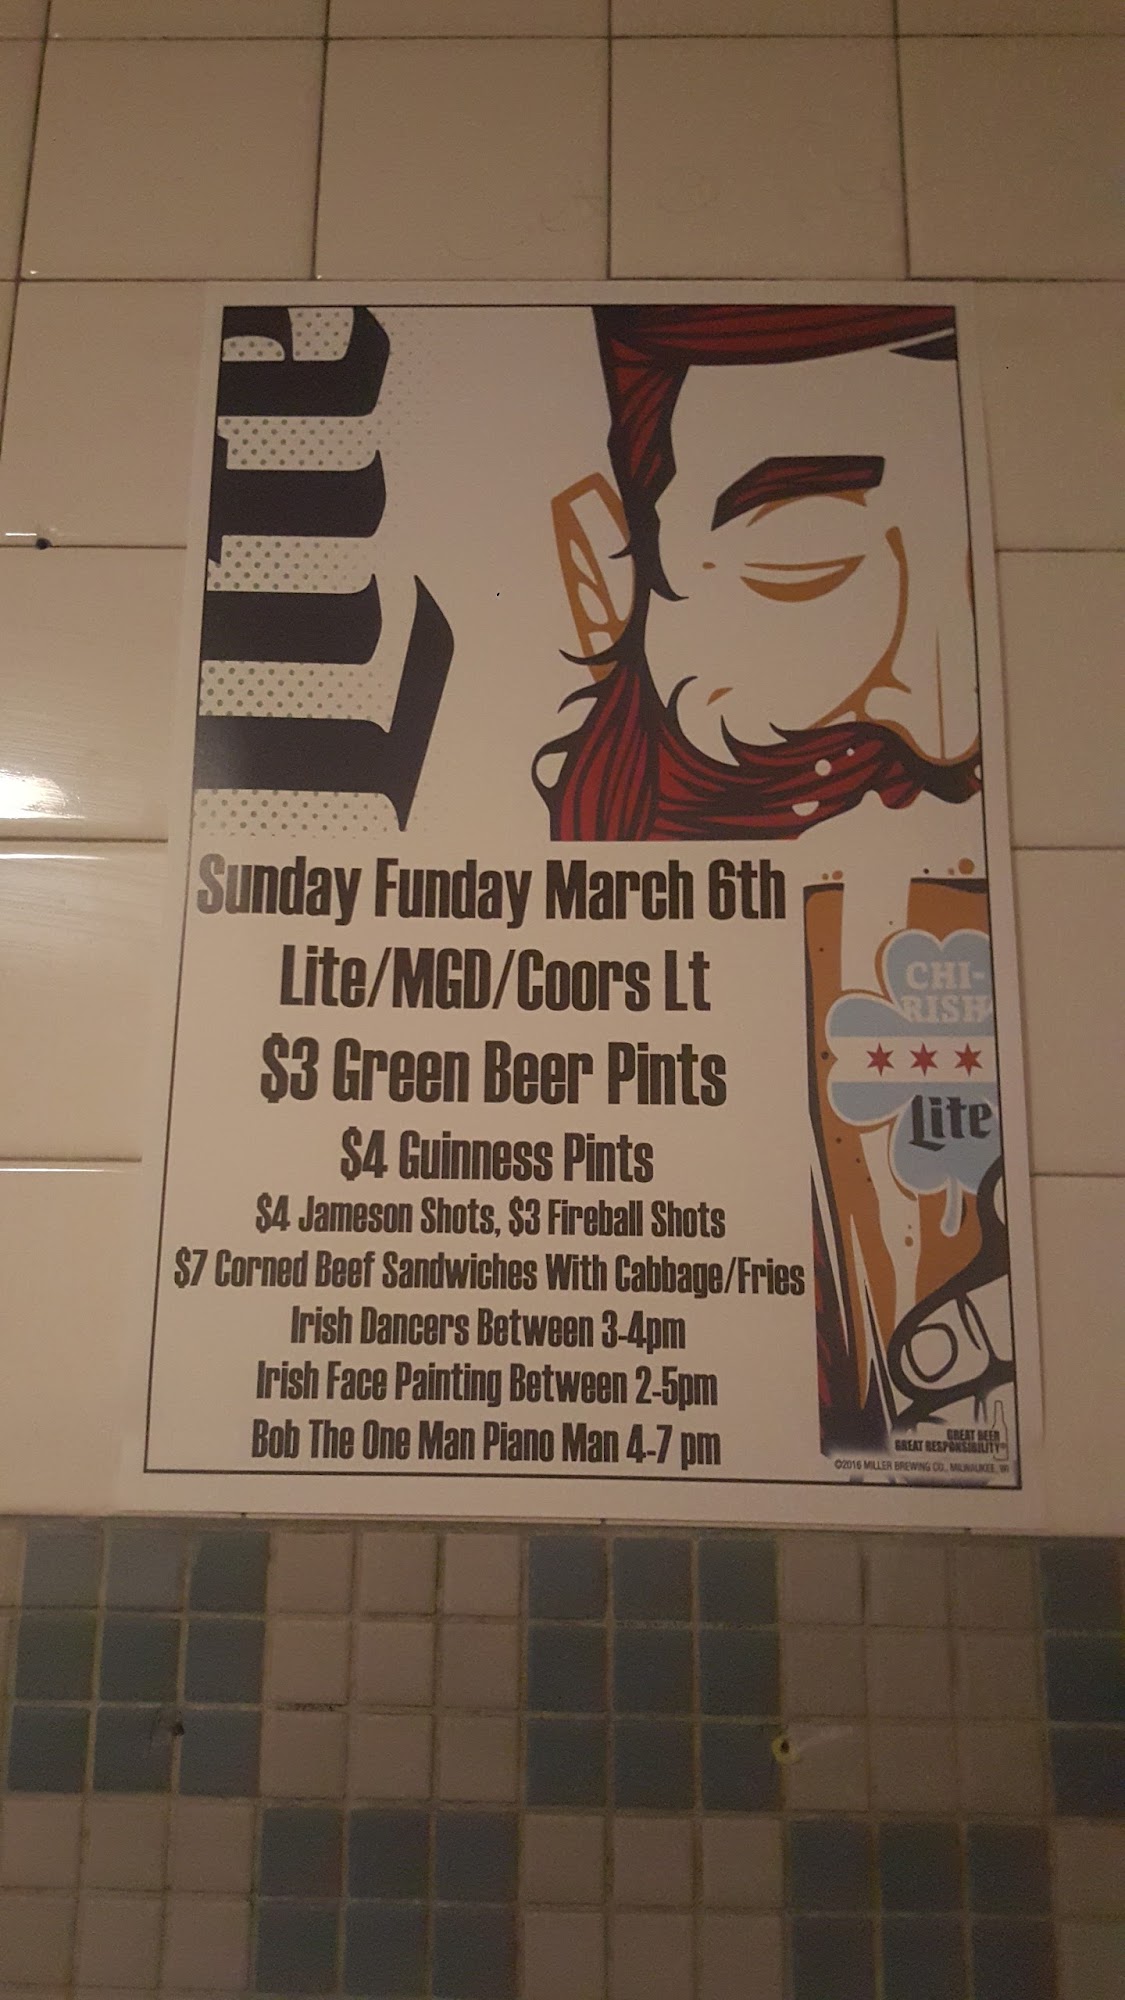 Lite
Sunday Funday March 6th
Lite/MGD/Coors Lt
$3 Green Beer Pints
$4 Guinness Pints
$4 Jameson Shots, $3 Fireball Shots
$7 Corned Beef Sandwiches With Cabbage/Fries
Irish Dancers Between 3-4pm
Irish Face Painting Between 2-5pm
Bob The One Man Piano Man 4-7 pm
CHI-
RISH
Lite
GREAT BEER
GREAT RESPONSIBILITY®
©2016 MILLER BREWING CO., MILWAUKEE, WI